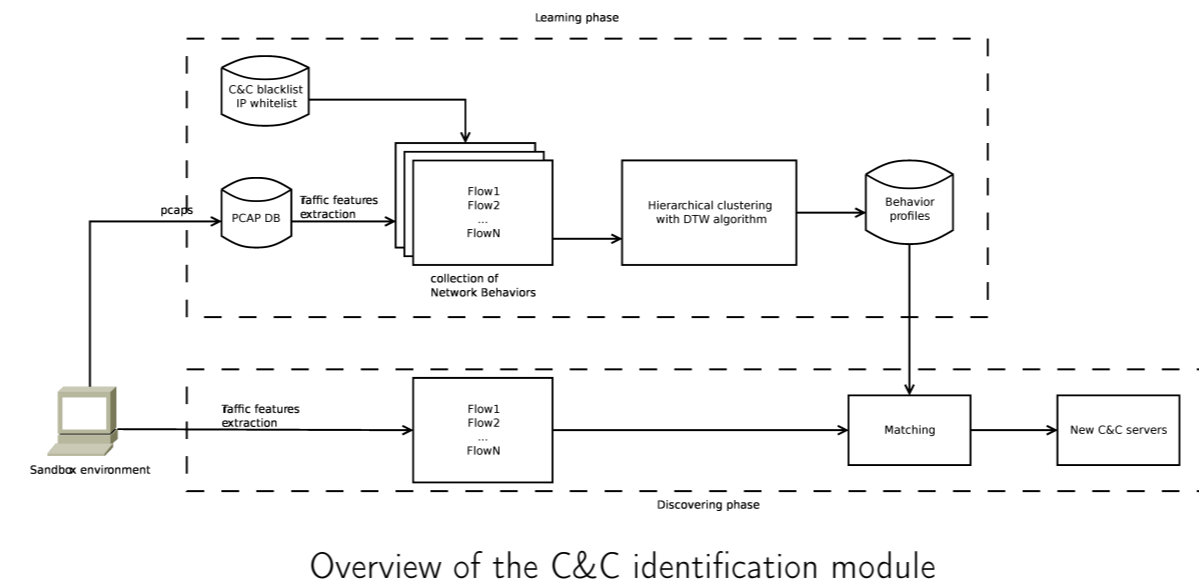 Learning phase
C&C blacklist
IP whitelist
pcaps
PCAP DB
Taffic features
extraction
Flow1
Flow2
...
FlowN
collection of
Network Behaviors
Hierarchical clustering
with DTW algorithm
Behavior
profiles
Sandbox environment
Taffic features
extraction
Flow1
Flow2
...
FlowN
Matching
New C&C servers
Discovering phase
Overview of the C&C identification module